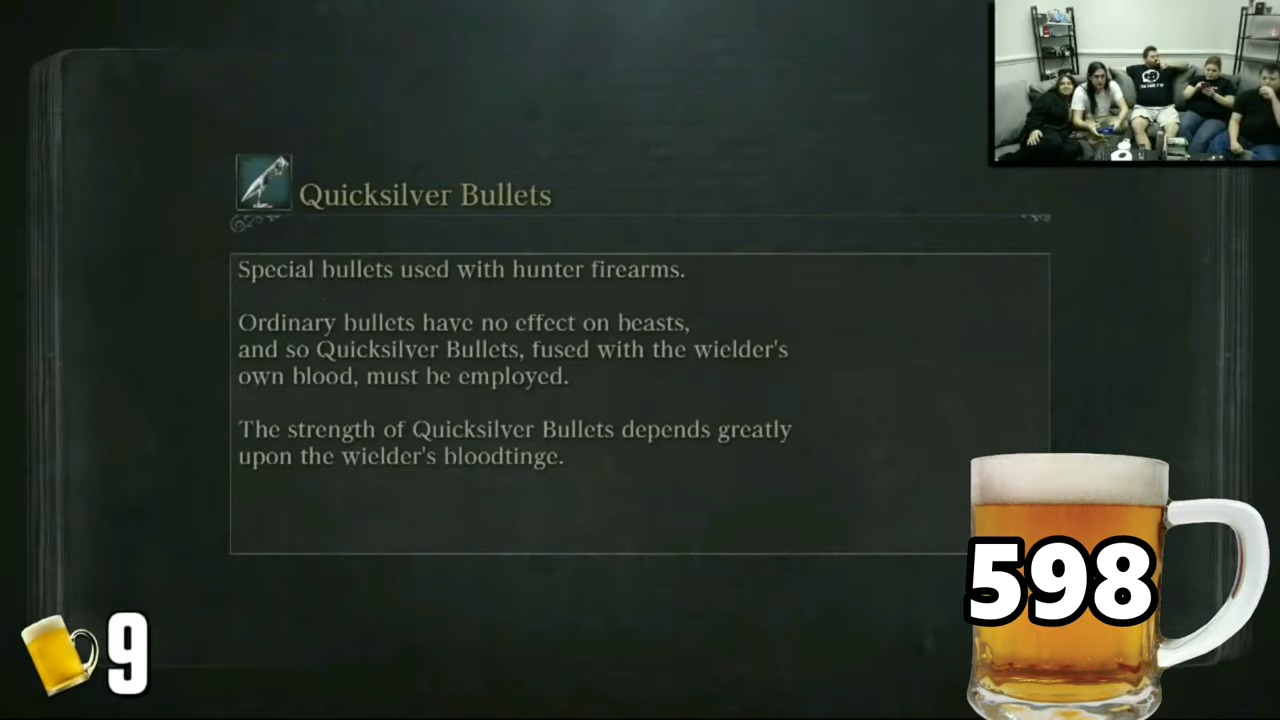 Quicksilver Bullets
Special bullets used with hunter firearms.
Ordinary bullets have no effect on beasts,
and so Quicksilver Bullets, fused with the wielder's
own blood, must be employed.
The strength of Quicksilver Bullets depends greatly
upon the wielder's bloodtinge.
598
9